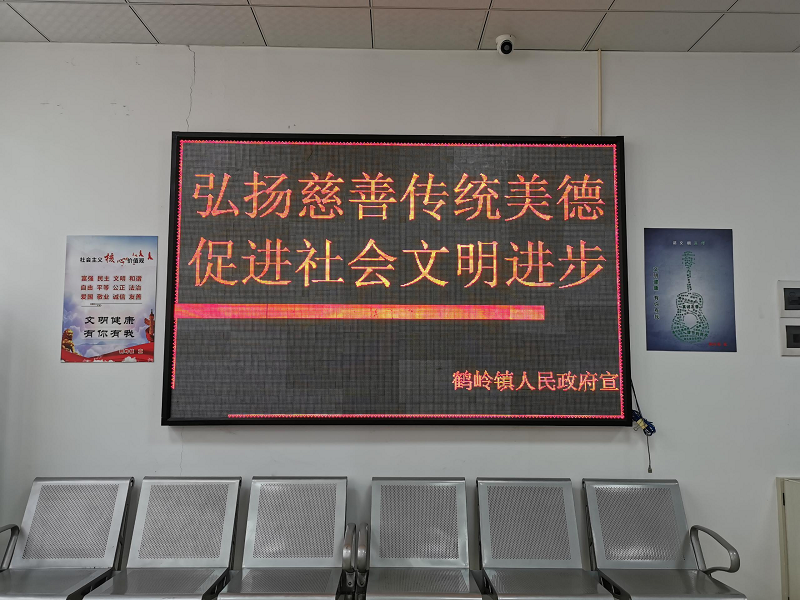 弘扬慈善传统美德
促进社会文明进步
鹤岭镇人民政府宣
社会主义核心价值观
富强 民主 文明 和谐
自由 平等 公正 法治
爱国 敬业 诚信 友善
文明健康
有你有我